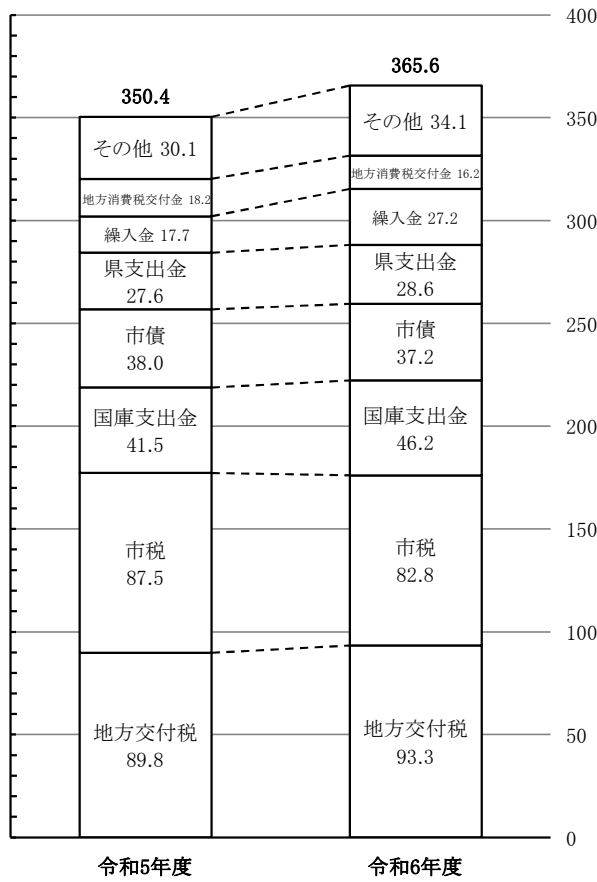 350.4
その他 30.1
地方消費税交付金 18.2
繰入金 17.7
県支出金
27.6
市債
38.0
国庫支出金
41.5
市税
87.5
地方交付税
89.8
令和5年度
365.6
その他 34.1
地方消費税交付金 16.2
繰入金 27.2
県支出金
28.6
市債
37.2
国庫支出金
46.2
市税
82.8
地方交付税
93.3
令和6年度
400
350
300
250
200
150
100
50
0